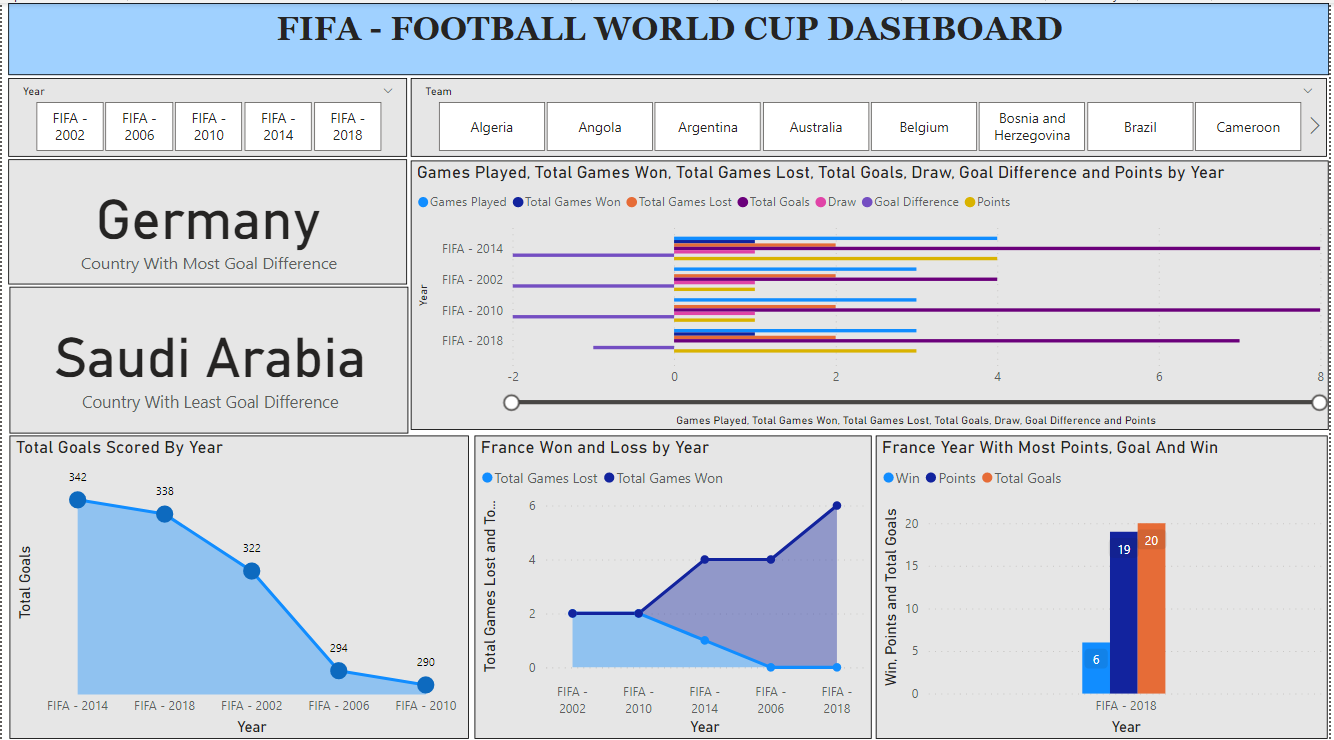 FIFA - FOOTBALL WORLD CUP DASHBOARD
Year
FIFA -
2002
FIFA -
2006
FIFA -
2010
FIFA -
2014
FIFA -
2018
Team
Algeria
Angola
Argentina
Australia
Belgium
Bosnia and
Herzegovina
Brazil
Cameroon
Germany
Country With Most Goal Difference
Saudi Arabia
Country With Least Goal Difference
Games Played, Total Games Won, Total Games Lost, Total Goals, Draw, Goal Difference and Points by Year
Games Played Total Games Won Total Games Lost Total Goals Draw Goal Difference Points
Year
FIFA - 2014
FIFA - 2002
FIFA - 2010
FIFA - 2018
-2 0 2 4 6 8
Games Played, Total Games Won, Total Games Lost, Total Goals, Draw, Goal Difference and Points
Total Goals Scored By Year
Total Goals
342
338
322
294
290
FIFA - 2014 FIFA - 2018 FIFA - 2002 FIFA - 2006 FIFA - 2010
Year
France Won and Loss by Year
Total Games Lost Total Games Won
Total Games Lost and To...
6
4
2
0
FIFA -
2002
FIFA -
2010
FIFA -
2014
FIFA -
2006
FIFA -
2018
Year
France Year With Most Points, Goal And Win
Win Points Total Goals
Win, Points and Total Goals
20
15
10
5
0
6
19
20
FIFA - 2018
Year